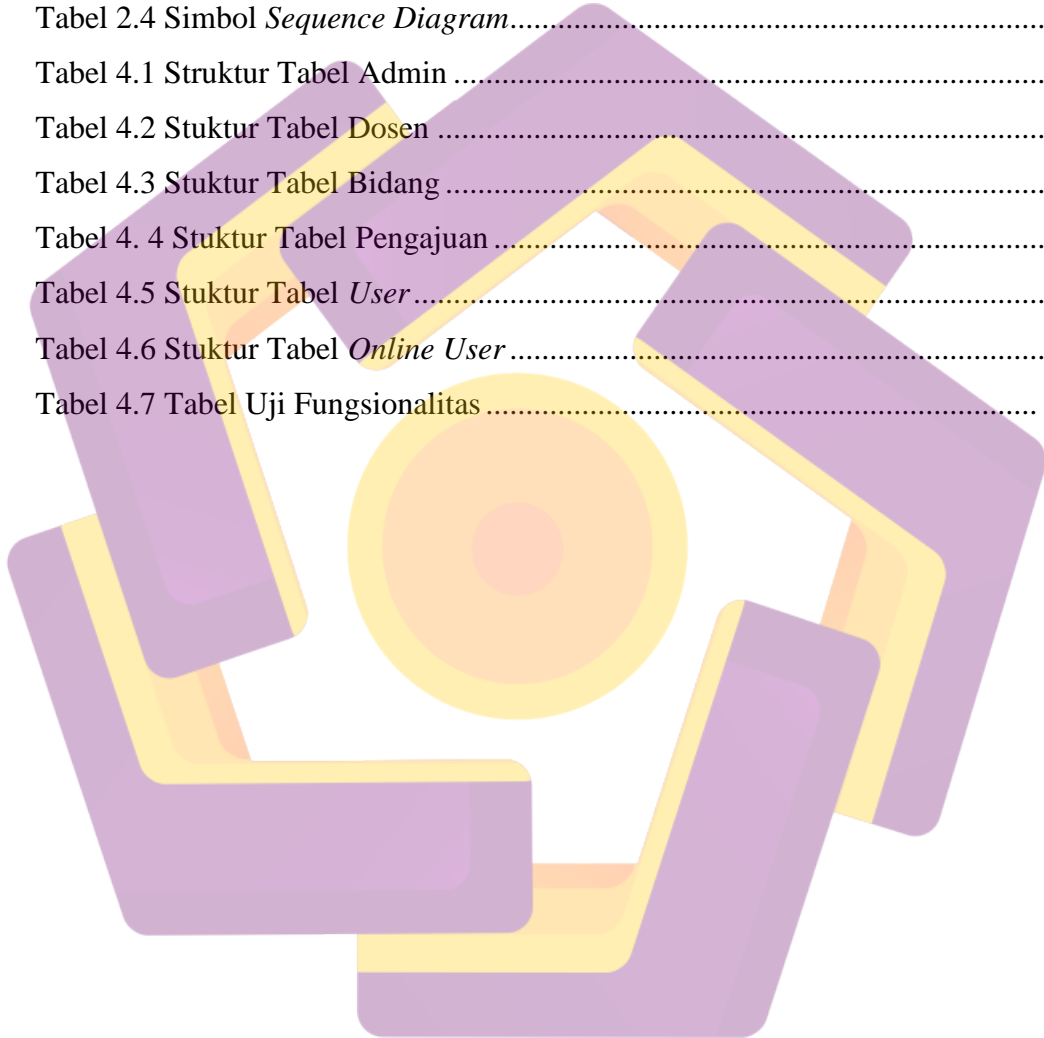 Tabel 2.4 Simbol Sequence Diagram..................................................................
Tabel 4.1 Struktur Tabel Admin ..........................................................................
Tabel 4.2 Stuktur Tabel Dosen ............................................................................
Tabel 4.3 Stuktur Tabel Bidang ...........................................................................
Tabel 4. 4 Stuktur Tabel Pengajuan .....................................................................
Tabel 4.5 Stuktur Tabel User ...............................................................................
Tabel 4.6 Stuktur Tabel Online User ...................................................................
Tabel 4.7 Tabel Uji Fungsionalitas .....................................................................